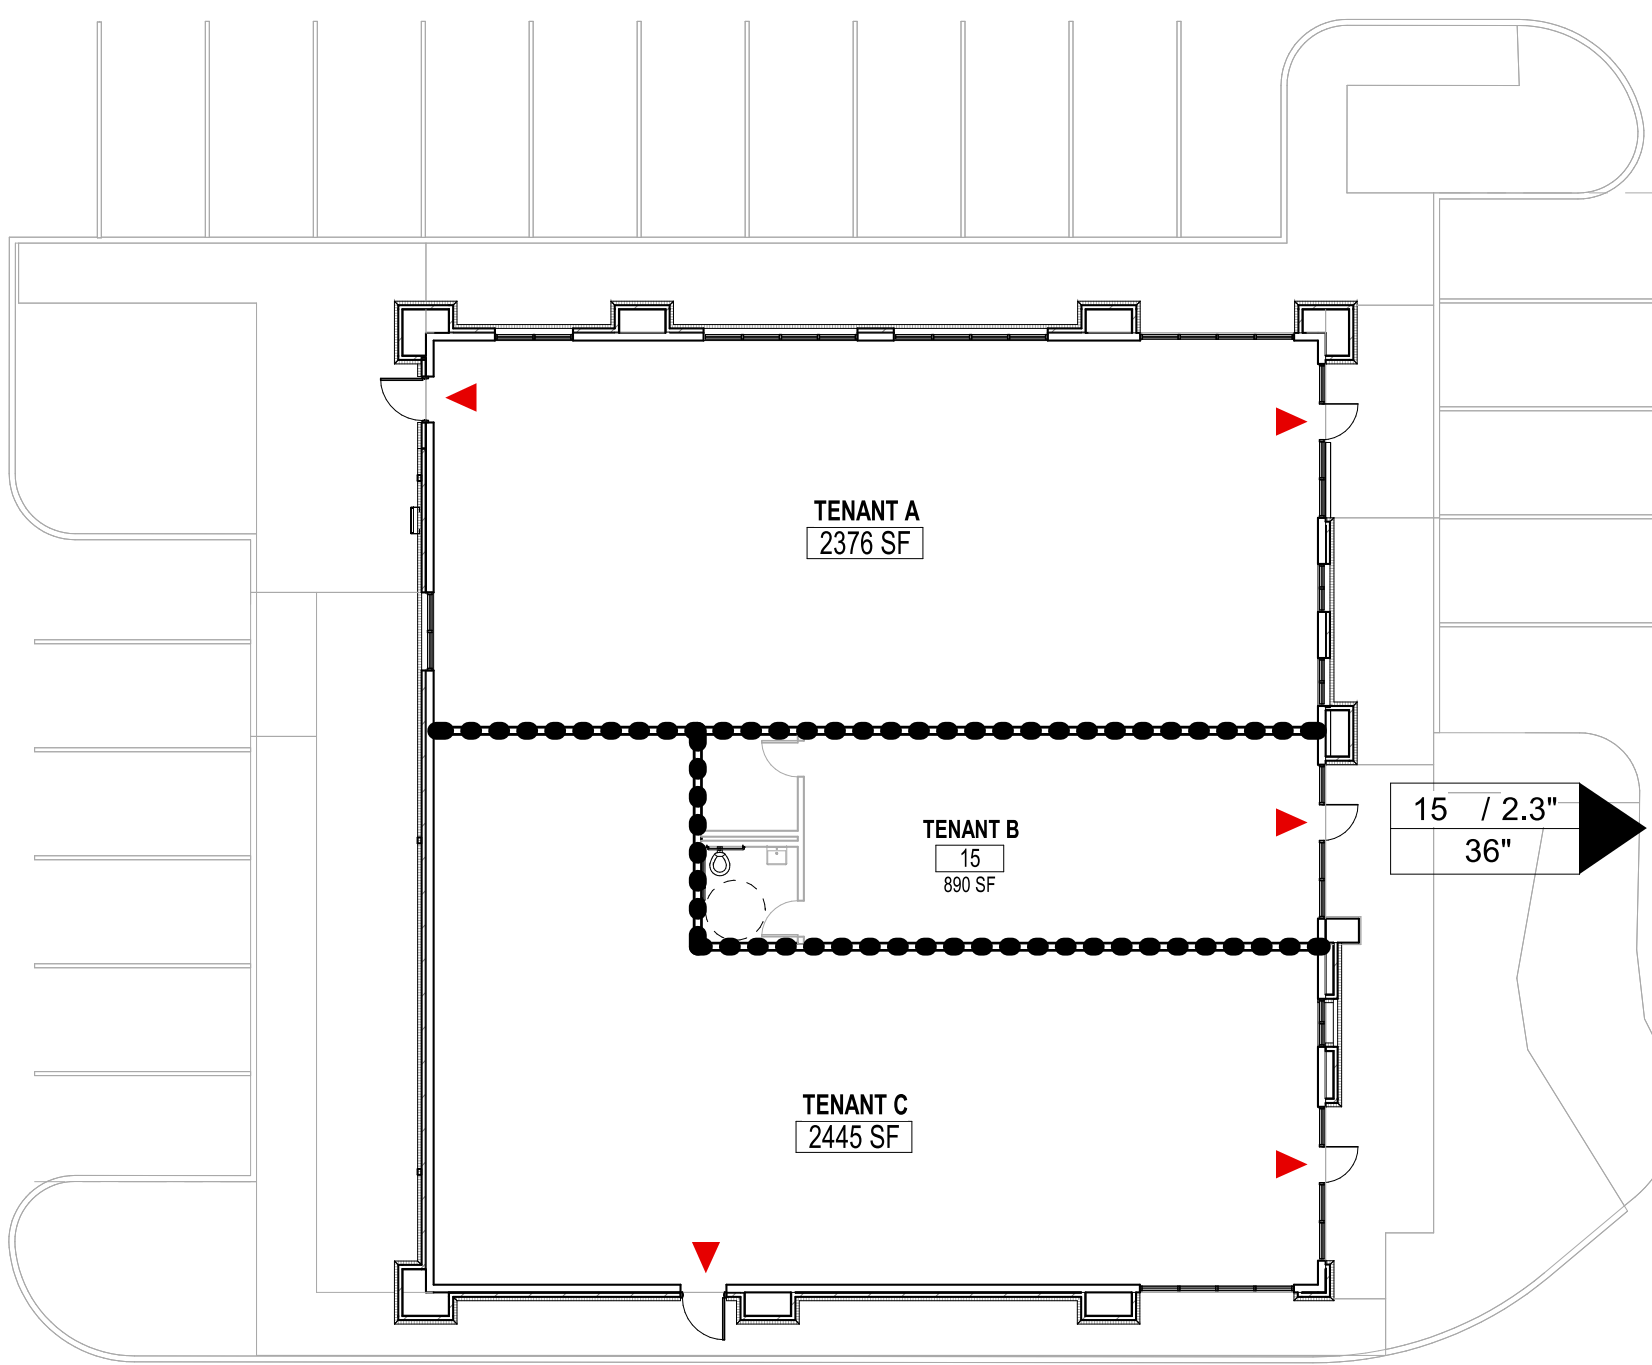 TENANT A
2376 SF
TENANT B
15
890 SF
15 / 2.3"
36"
TENANT C
2445 SF